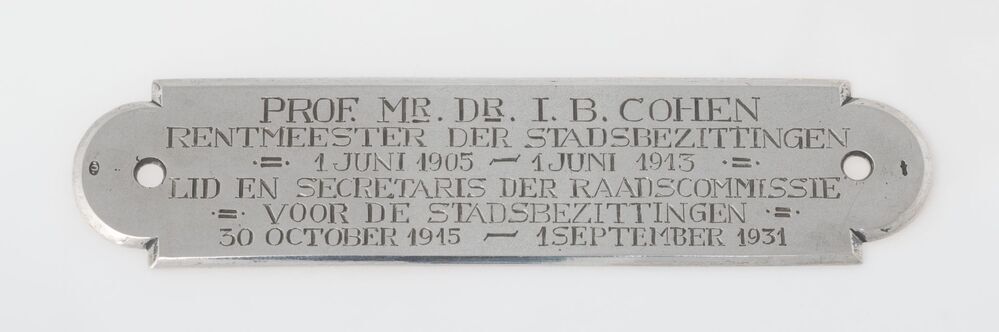 PROF. MR. DR. I. B. COHEN
RENTMEESTER DER STADSBEZITTINGEN
·=· 1 JUNI 1905 — 1 JUNI 1913 ·=·
LID EN SECRETARIS DER RAADSCOMMISSIE
·=· VOOR DE STADSBEZITTINGEN ·=·
30 OCTOBER 1915 — 1 SEPTEMBER 1931